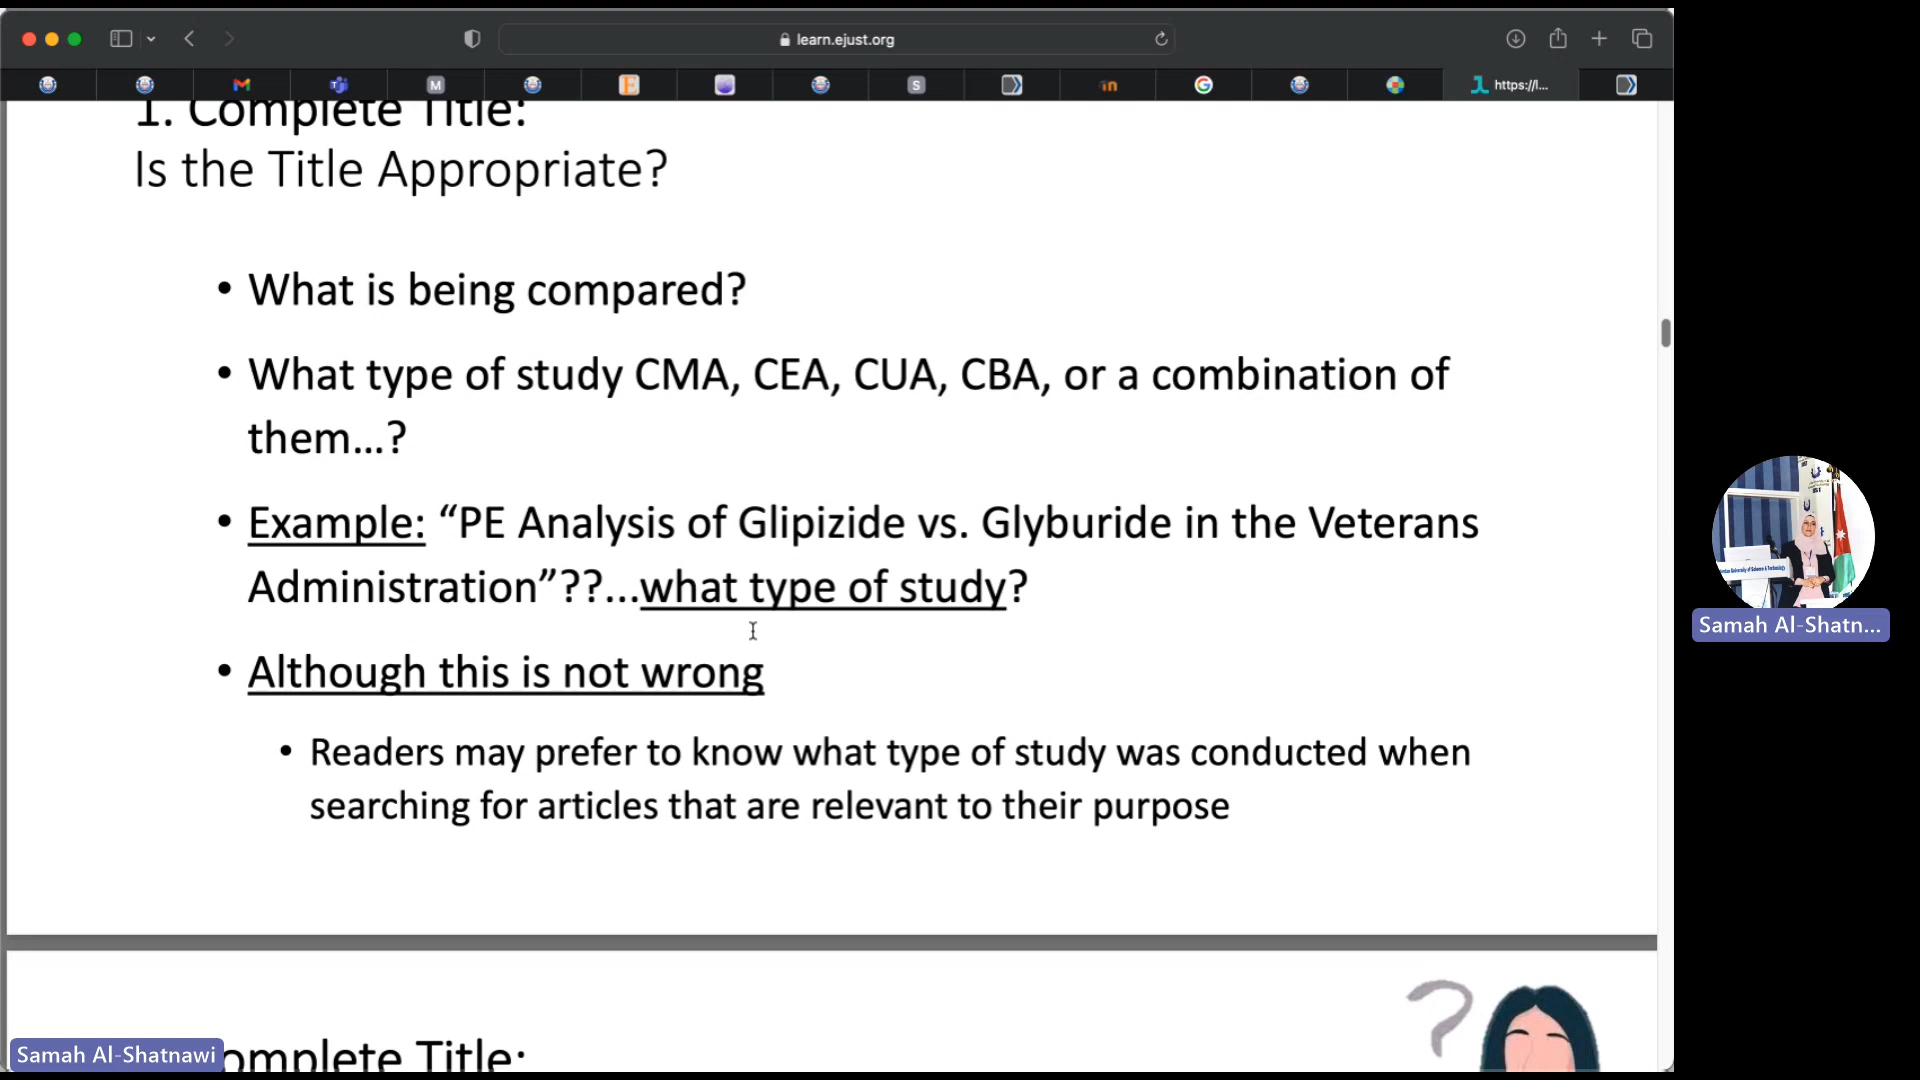 learn.ejust.org
M
S
in
G
https://l...
1. Complete Title:
Is the Title Appropriate?
• What is being compared?
• What type of study CMA, CEA, CUA, CBA, or a combination of
them...?
• Example: “PE Analysis of Glipizide vs. Glyburide in the Veterans
Administration”??...what type of study?
• Although this is not wrong
• Readers may prefer to know what type of study was conducted when
searching for articles that are relevant to their purpose
Samah Al-Shatn...
Samah Al-Shatnawi
omplete Title: